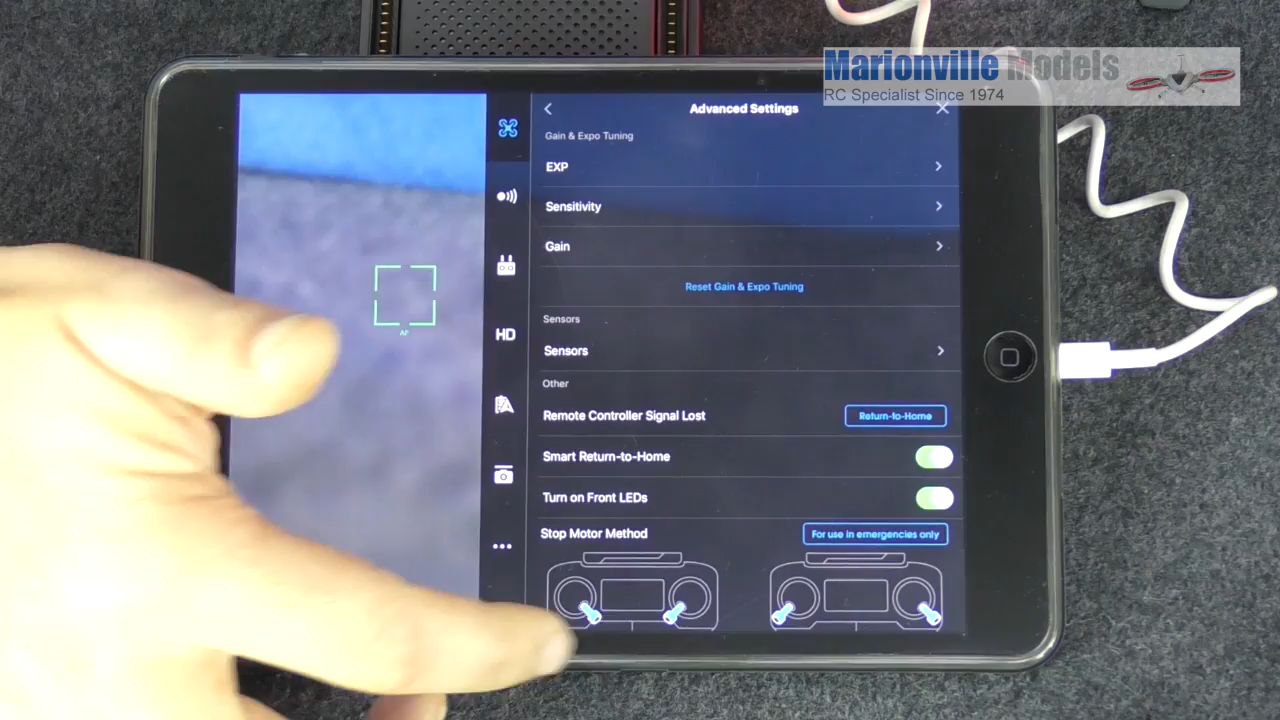 Marionville Models
RC Specialist Since 1974
Advanced Settings
Gain & Expo Tuning
EXP
Sensitivity
Gain
Reset Gain & Expo Tuning
Sensors
Sensors
Other
Remote Controller Signal Lost
Return-to-Home
Smart Return-to-Home
Turn on Front LEDs
Stop Motor Method
For use in emergencies only
HD
AF